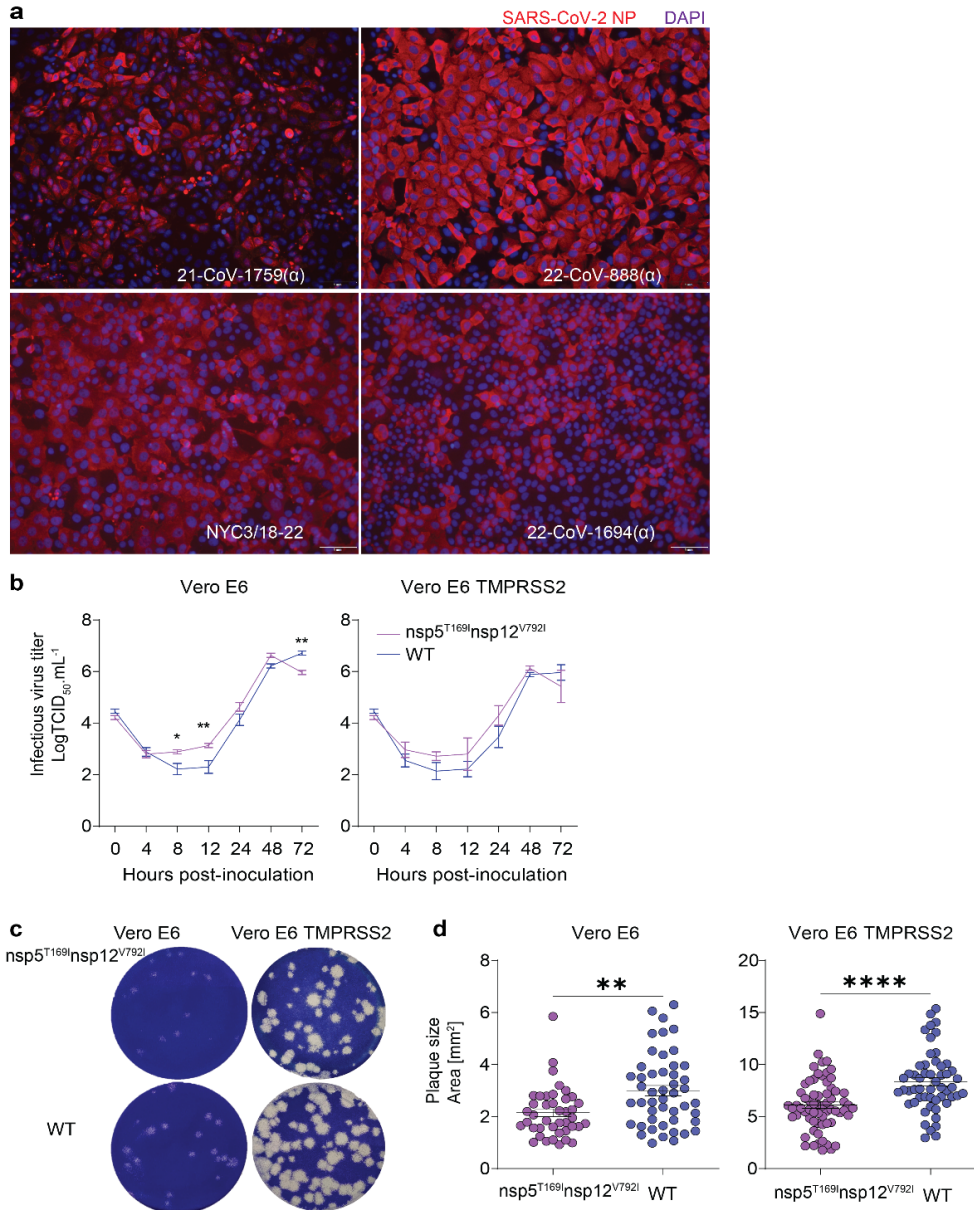 a
SARS-CoV-2 NP DAPI
21-CoV-1759(α)
22-CoV-888(α)
NYC3/18-22
22-CoV-1694(α)
b
Vero E6
Vero E6 TMPRSS2
Infectious virus titer
LogTCID₅₀.mL⁻¹
8
6
4
2
0
*
**
**
0 4 8 12 24 48 72
Hours post-inoculation
8
6
4
2
0
nsp5ᵀ¹⁶⁹ᴵnsp12ⱽ⁷⁹²ᴵ
WT
0 4 8 12 24 48 72
Hours post-inoculation
c
Vero E6
Vero E6 TMPRSS2
nsp5ᵀ¹⁶⁹ᴵnsp12ⱽ⁷⁹²ᴵ
WT
d
Vero E6
Plaque size
Area [mm²]
8
6
4
2
0
**
nsp5ᵀ¹⁶⁹ᴵnsp12ⱽ⁷⁹²ᴵ WT
Vero E6 TMPRSS2
20
15
10
5
0
****
nsp5ᵀ¹⁶⁹ᴵnsp12ⱽ⁷⁹²ᴵ WT